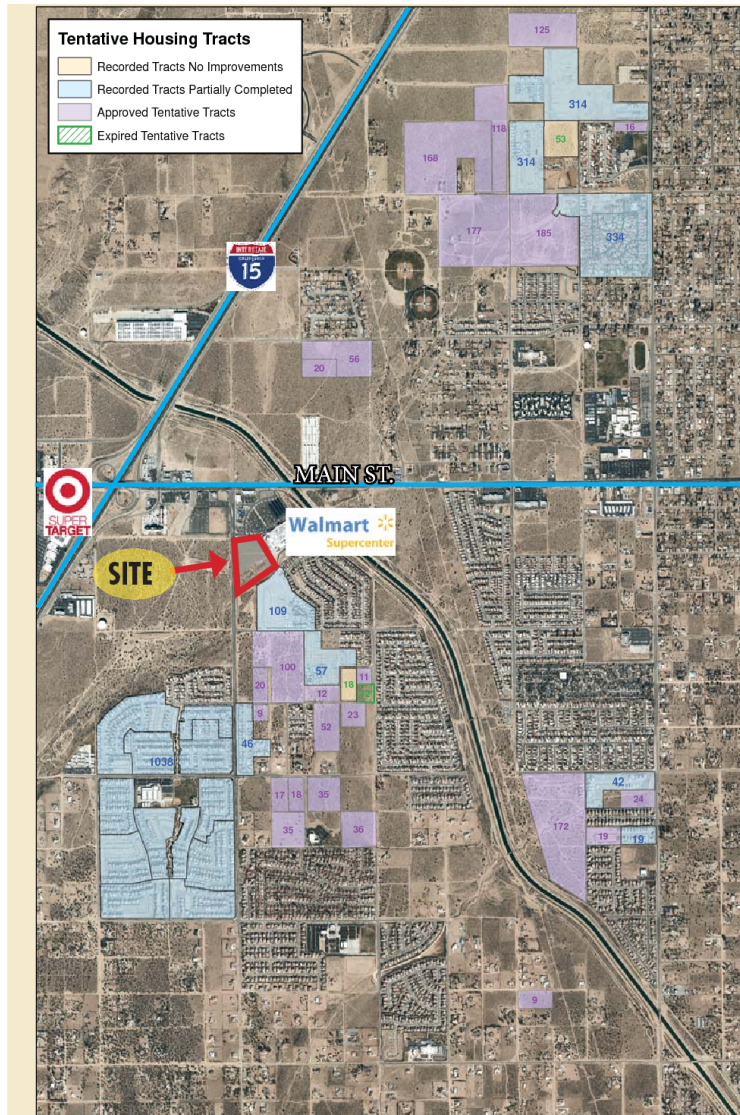 Tentative Housing Tracts
Recorded Tracts No Improvements
Recorded Tracts Partially Completed
Approved Tentative Tracts
Expired Tentative Tracts
125
314
118
16
53
314
168
177
185
334
INTERSTATE
CALIFORNIA
15
56
20
MAIN ST.
SUPER
TARGET
Walmart
Supercenter
SITE
109
100
57
11
20
18
12
9
23
52
46
1038
17
18
35
35
36
42
24
172
19
19
9